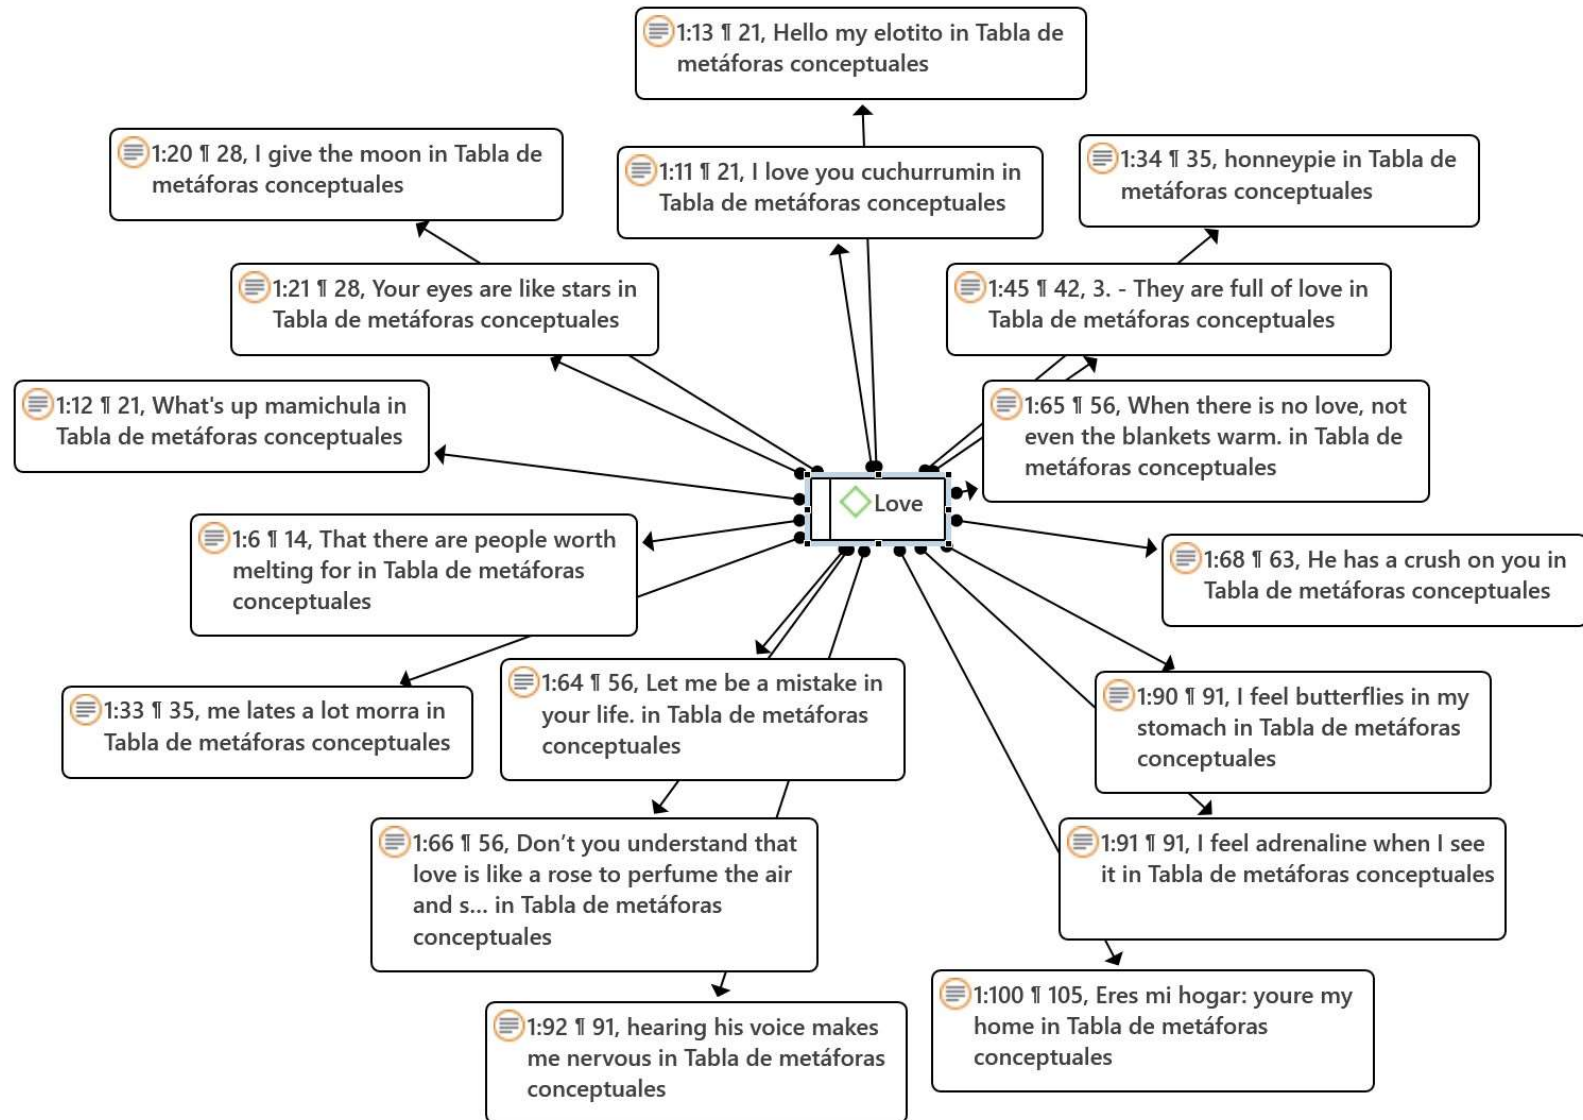 1:13 ¶ 21, Hello my elotito in Tabla de
metáforas conceptuales
1:20 ¶ 28, I give the moon in Tabla de
metáforas conceptuales
1:11 ¶ 21, I love you cuchurrumin in
Tabla de metáforas conceptuales
1:34 ¶ 35, honneypie in Tabla de
metáforas conceptuales
1:21 ¶ 28, Your eyes are like stars in
Tabla de metáforas conceptuales
1:45 ¶ 42, 3. - They are full of love in
Tabla de metáforas conceptuales
1:12 ¶ 21, What's up mamichula in
Tabla de metáforas conceptuales
1:65 ¶ 56, When there is no love, not
even the blankets warm. in Tabla de
metáforas conceptuales
Love
1:6 ¶ 14, That there are people worth
melting for in Tabla de metáforas
conceptuales
1:68 ¶ 63, He has a crush on you in
Tabla de metáforas conceptuales
1:33 ¶ 35, me lates a lot morra in
Tabla de metáforas conceptuales
1:64 ¶ 56, Let me be a mistake in
your life. in Tabla de metáforas
conceptuales
1:90 ¶ 91, I feel butterflies in my
stomach in Tabla de metáforas
conceptuales
1:66 ¶ 56, Don’t you understand that
love is like a rose to perfume the air
and s... in Tabla de metáforas
conceptuales
1:91 ¶ 91, I feel adrenaline when I see
it in Tabla de metáforas conceptuales
1:92 ¶ 91, hearing his voice makes
me nervous in Tabla de metáforas
conceptuales
1:100 ¶ 105, Eres mi hogar: youre my
home in Tabla de metáforas
conceptuales